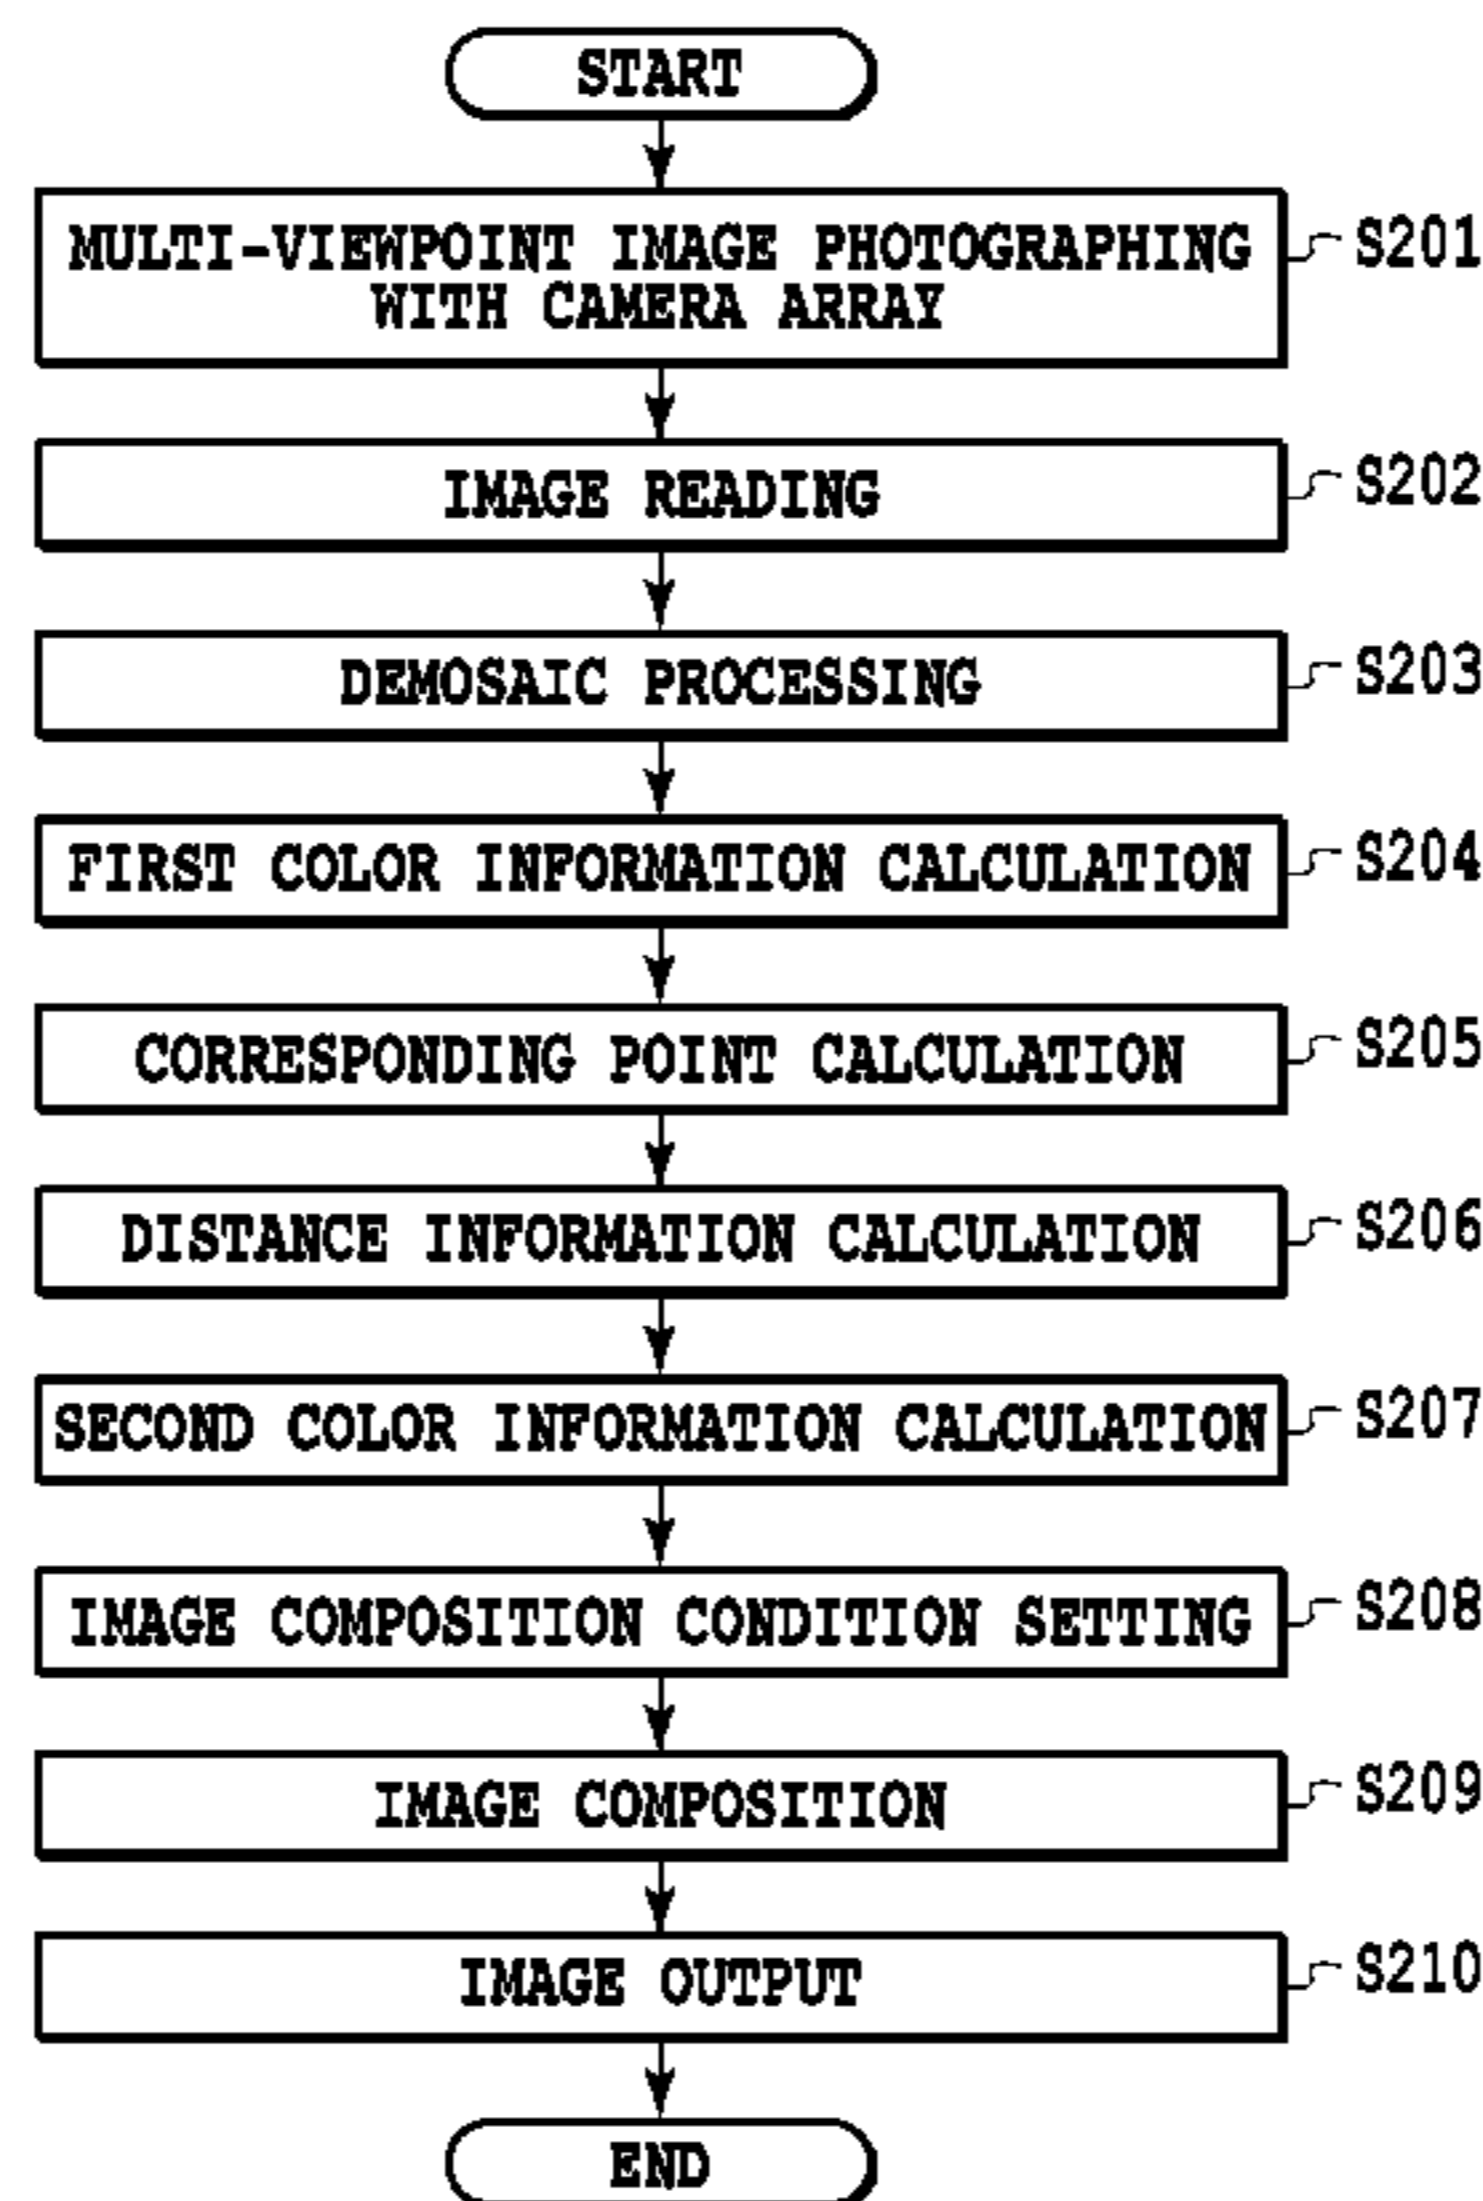 START
MULTI-VIEWPOINT IMAGE PHOTOGRAPHING
WITH CAMERA ARRAY
S201
IMAGE READING
S202
DEMOSAIC PROCESSING
S203
FIRST COLOR INFORMATION CALCULATION
S204
CORRESPONDING POINT CALCULATION
S205
DISTANCE INFORMATION CALCULATION
S206
SECOND COLOR INFORMATION CALCULATION
S207
IMAGE COMPOSITION CONDITION SETTING
S208
IMAGE COMPOSITION
S209
IMAGE OUTPUT
S210
END